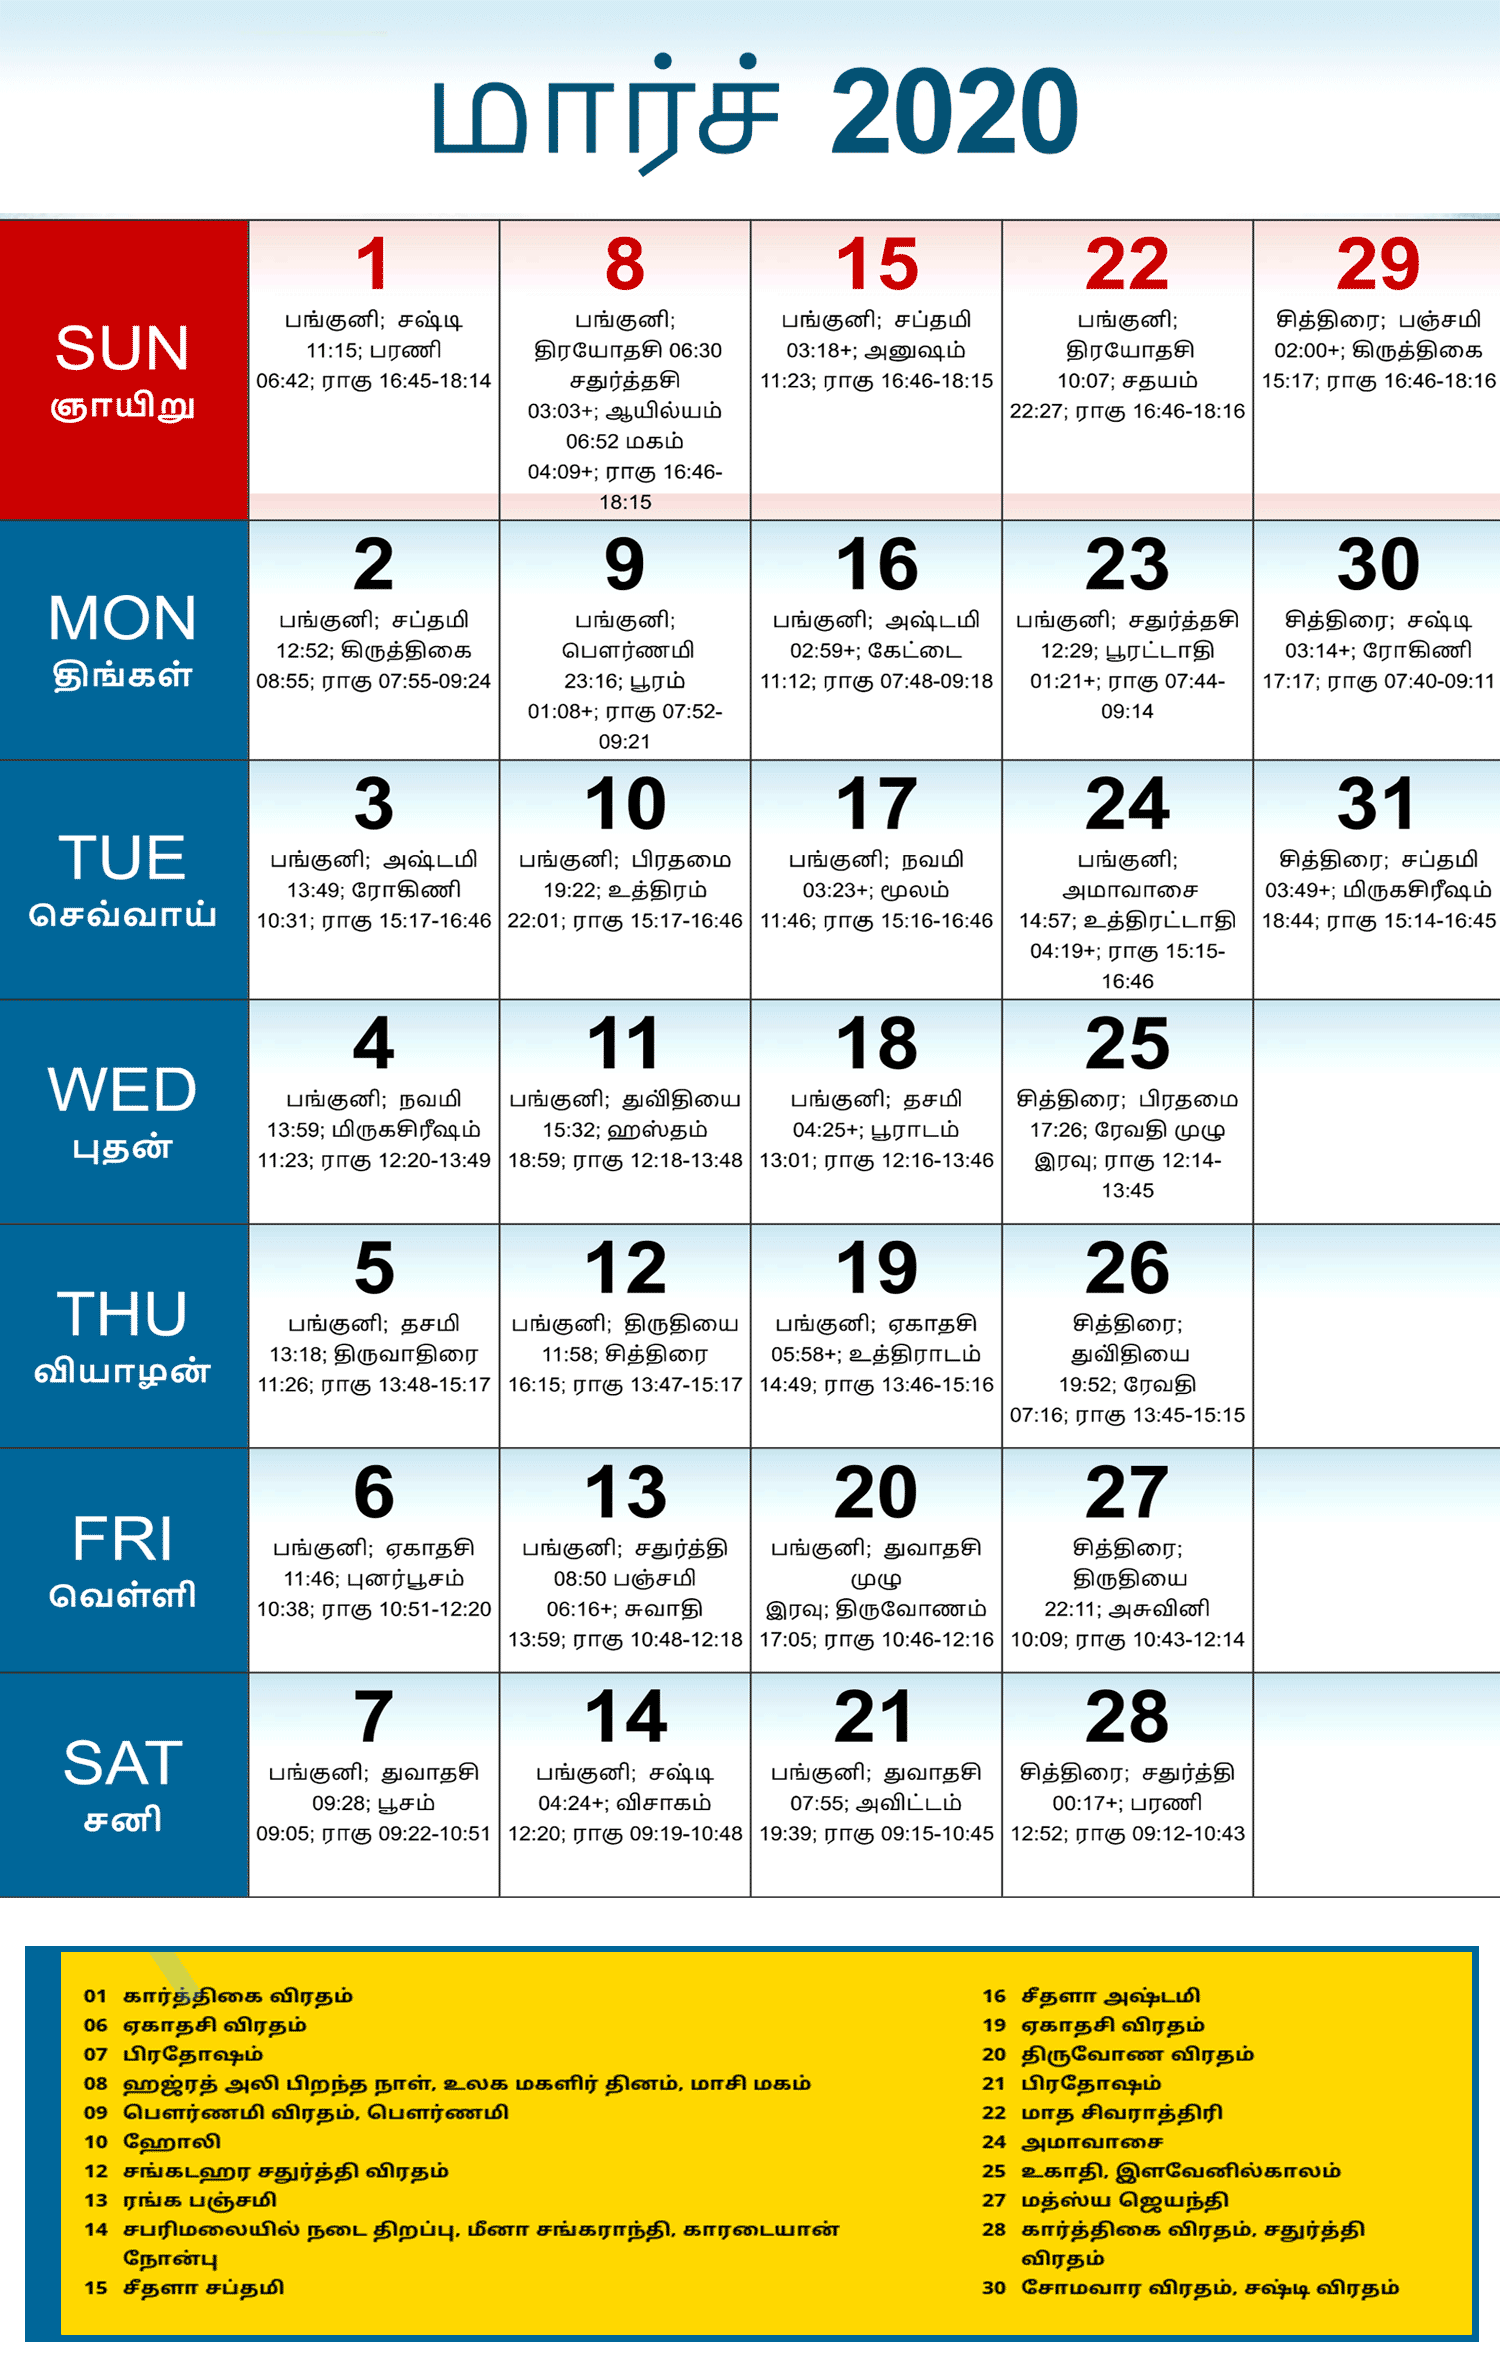 மார்ச் 2020
SUN
ஞாயிறு
1
பங்குனி; சஷ்டி
11:15; பரணி
06:42; ராகு 16:45-18:14
8
பங்குனி;
திரயோதசி 06:30
சதுர்த்தசி
03:03+; ஆயில்யம்
06:52 மகம்
04:09+; ராகு 16:46-
18:15
15
பங்குனி; சப்தமி
03:18+; அனுஷம்
11:23; ராகு 16:46-18:15
22
பங்குனி;
திரயோதசி
10:07; சதயம்
22:27; ராகு 16:46-18:16
29
சித்திரை; பஞ்சமி
02:00+; கிருத்திகை
15:17; ராகு 16:46-18:16
MON
திங்கள்
2
பங்குனி; சப்தமி
12:52; கிருத்திகை
08:55; ராகு 07:55-09:24
9
பங்குனி;
பௌர்ணமி
23:16; பூரம்
01:08+; ராகு 07:52-
09:21
16
பங்குனி; அஷ்டமி
02:59+; கேட்டை
11:12; ராகு 07:48-09:18
23
பங்குனி; சதுர்த்தசி
12:29; பூரட்டாதி
01:21+; ராகு 07:44-
09:14
30
சித்திரை; சஷ்டி
03:14+; ரோகிணி
17:17; ராகு 07:40-09:11
TUE
செவ்வாய்
3
பங்குனி; அஷ்டமி
13:49; ரோகிணி
10:31; ராகு 15:17-16:46
10
பங்குனி; பிரதமை
19:22; உத்திரம்
22:01; ராகு 15:17-16:46
17
பங்குனி; நவமி
03:23+; மூலம்
11:46; ராகு 15:16-16:46
24
பங்குனி;
அமாவாசை
14:57; உத்திரட்டாதி
04:19+; ராகு 15:15-
16:46
31
சித்திரை; சப்தமி
03:49+; மிருகசிரீஷம்
18:44; ராகு 15:14-16:45
WED
புதன்
4
பங்குனி; நவமி
13:59; மிருகசிரீஷம்
11:23; ராகு 12:20-13:49
11
பங்குனி; துவிதியை
15:32; ஹஸ்தம்
18:59; ராகு 12:18-13:48
18
பங்குனி; தசமி
04:25+; பூராடம்
13:01; ராகு 12:16-13:46
25
சித்திரை; பிரதமை
17:26; ரேவதி முழு
இரவு; ராகு 12:14-
13:45
THU
வியாழன்
5
பங்குனி; தசமி
13:18; திருவாதிரை
11:26; ராகு 13:48-15:17
12
பங்குனி; திருதியை
11:58; சித்திரை
16:15; ராகு 13:47-15:17
19
பங்குனி; ஏகாதசி
05:58+; உத்திராடம்
14:49; ராகு 13:46-15:16
26
சித்திரை;
துவிதியை
19:52; ரேவதி
07:16; ராகு 13:45-15:15
FRI
வெள்ளி
6
பங்குனி; ஏகாதசி
11:46; புனர்பூசம்
10:38; ராகு 10:51-12:20
13
பங்குனி; சதுர்த்தி
08:50 பஞ்சமி
06:16+; சுவாதி
13:59; ராகு 10:48-12:18
20
பங்குனி; துவாதசி
முழு
இரவு; திருவோணம்
17:05; ராகு 10:46-12:16
27
சித்திரை;
திருதியை
22:11; அசுவினி
10:09; ராகு 10:43-12:14
SAT
சனி
7
பங்குனி; துவாதசி
09:28; பூசம்
09:05; ராகு 09:22-10:51
14
பங்குனி; சஷ்டி
04:24+; விசாகம்
12:20; ராகு 09:19-10:48
21
பங்குனி; துவாதசி
07:55; அவிட்டம்
19:39; ராகு 09:15-10:45
28
சித்திரை; சதுர்த்தி
00:17+; பரணி
12:52; ராகு 09:12-10:43
01 கார்த்திகை விரதம்
06 ஏகாதசி விரதம்
07 பிரதோஷம்
08 ஹஜ்ரத் அலி பிறந்த நாள், உலக மகளிர் தினம், மாசி மகம்
09 பௌர்ணமி விரதம், பௌர்ணமி
10 ஹோலி
12 சங்கடஹர சதுர்த்தி விரதம்
13 ரங்க பஞ்சமி
14 சபரிமலையில் நடை திறப்பு, மீனா சங்கராந்தி, காரடையான்
நோன்பு
15 சீதளா சப்தமி
16 சீதளா அஷ்டமி
19 ஏகாதசி விரதம்
20 திருவோண விரதம்
21 பிரதோஷம்
22 மாத சிவராத்திரி
24 அமாவாசை
25 உகாதி, இளவேனில்காலம்
27 மத்ஸ்ய ஜெயந்தி
28 கார்த்திகை விரதம், சதுர்த்தி
விரதம்
30 சோமவார விரதம், சஷ்டி விரதம்